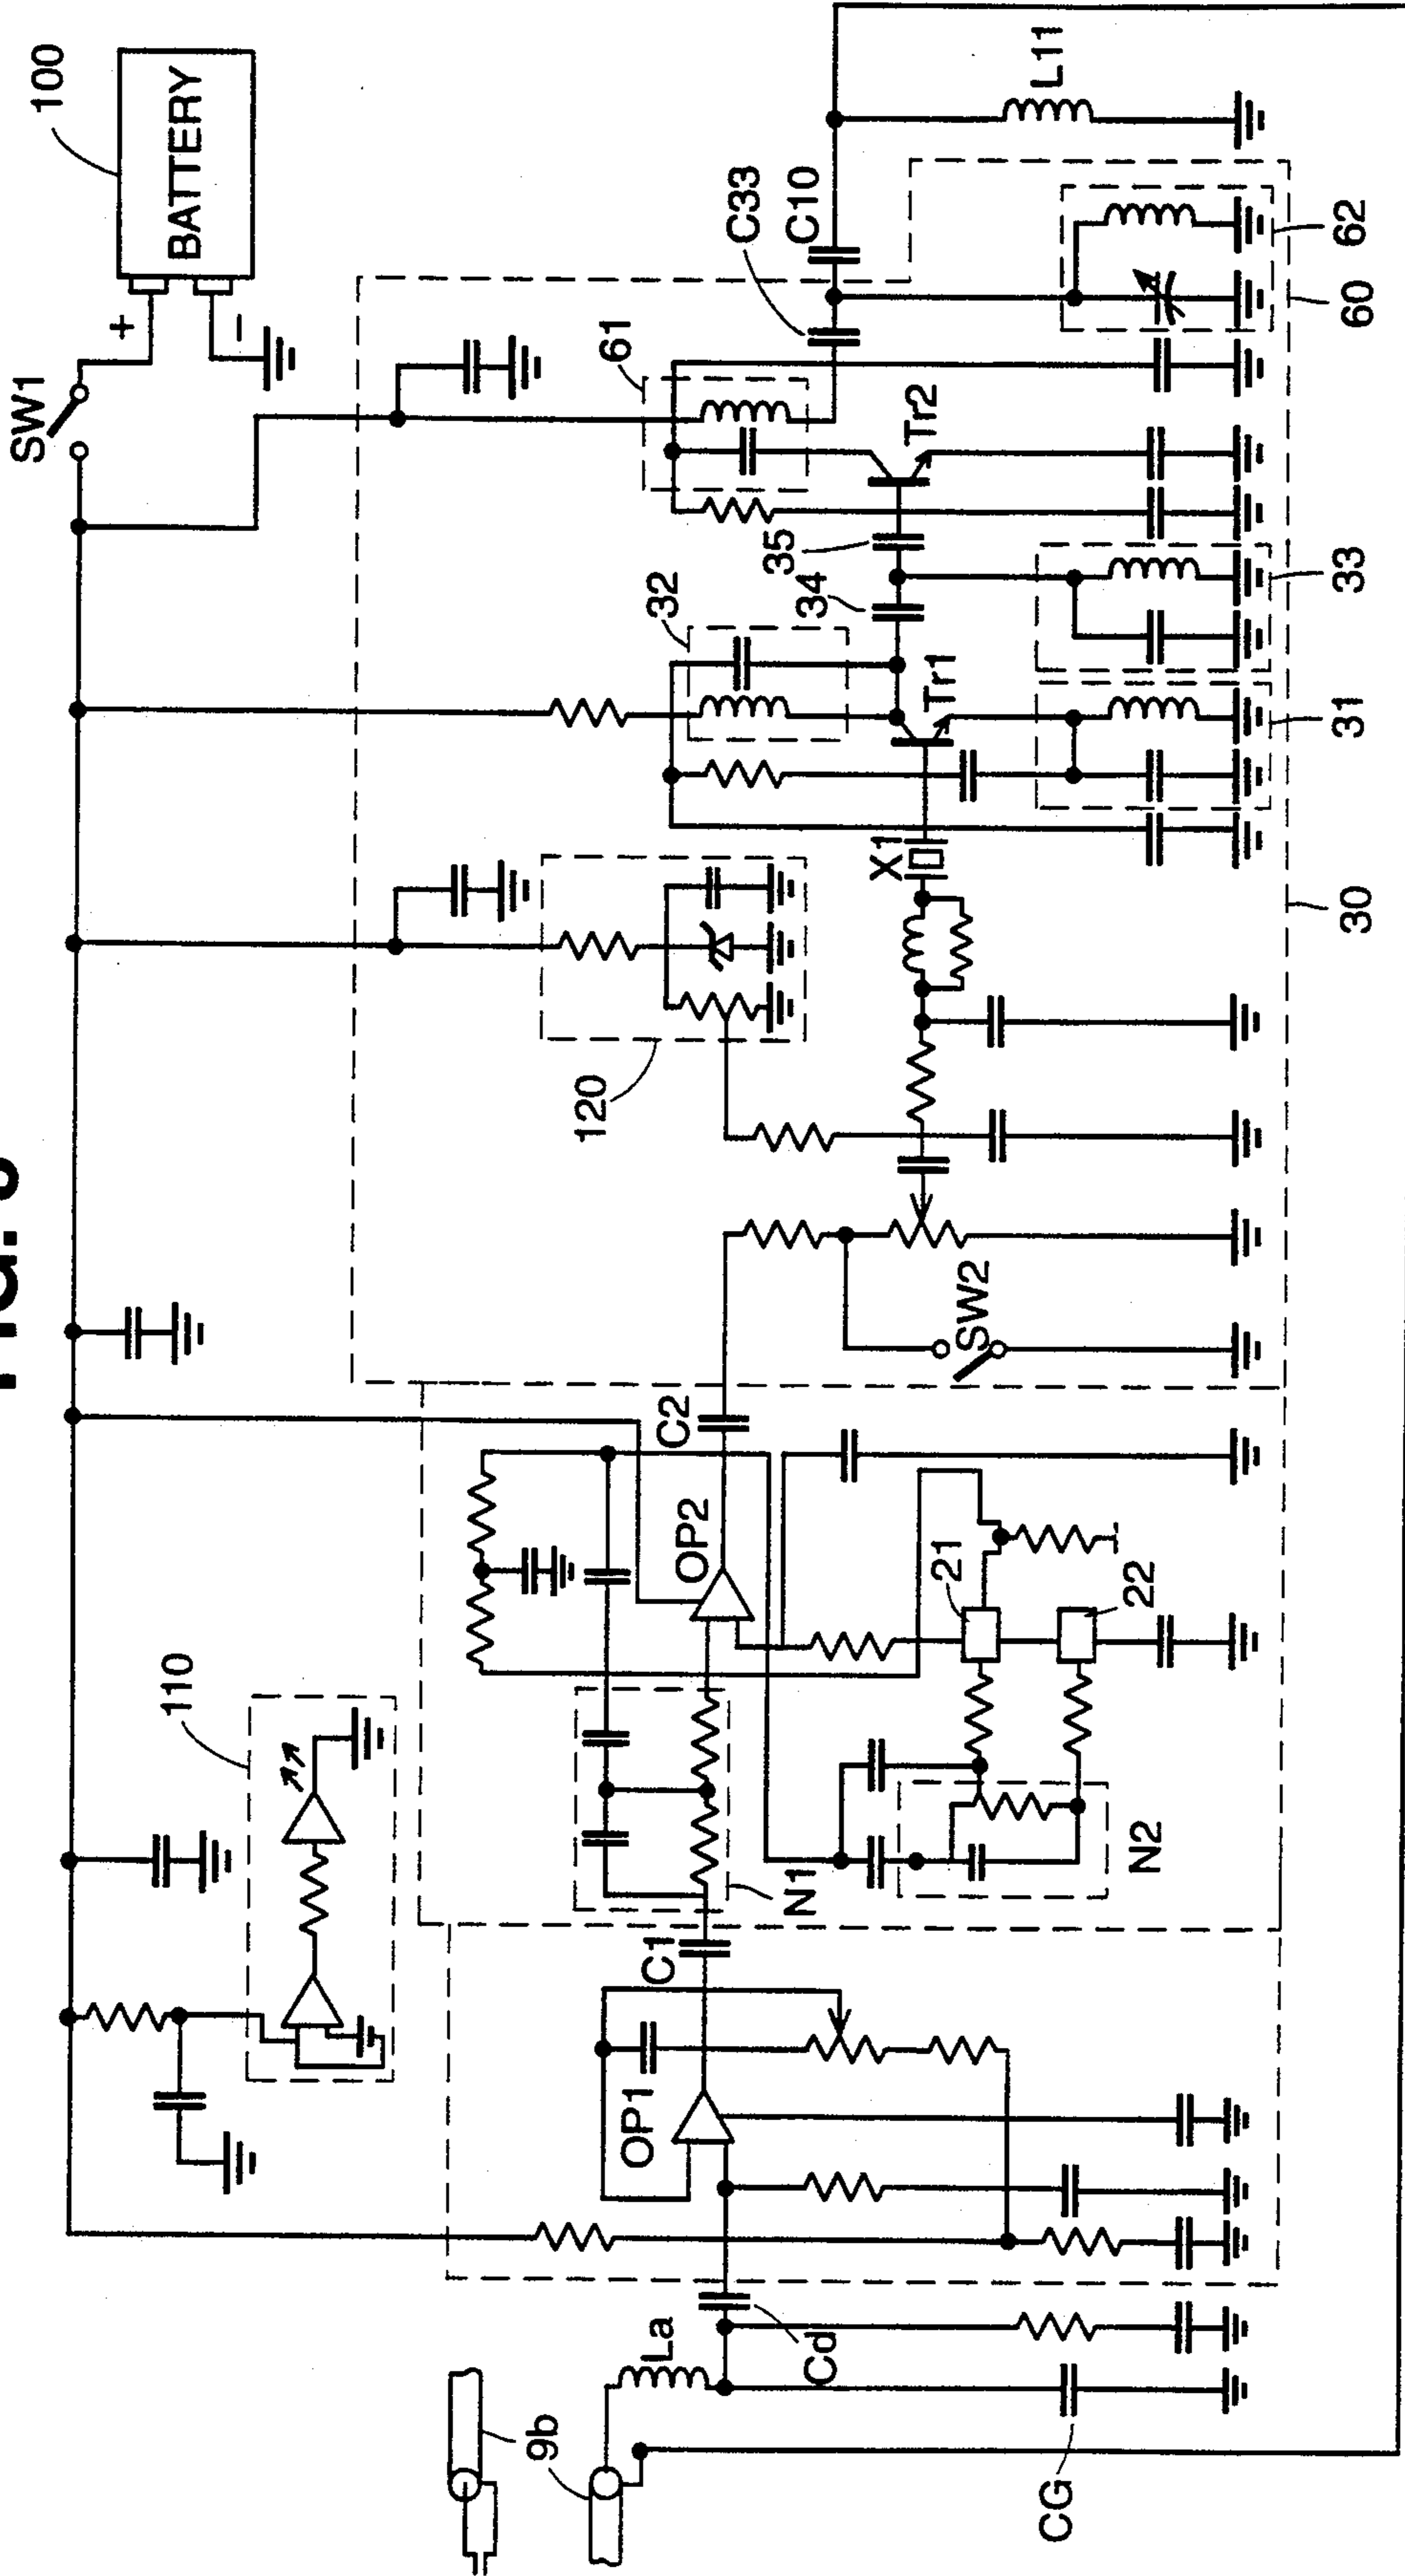 100
BATTERY
+
−
SW1
61
C33
C10
L11
62
60
Tr2
35
34
32
33
Tr1
31
X1
30
120
SW2
C2
OP2
21
22
110
N1
N2
C1
OP1
La
Cd
9b
CG